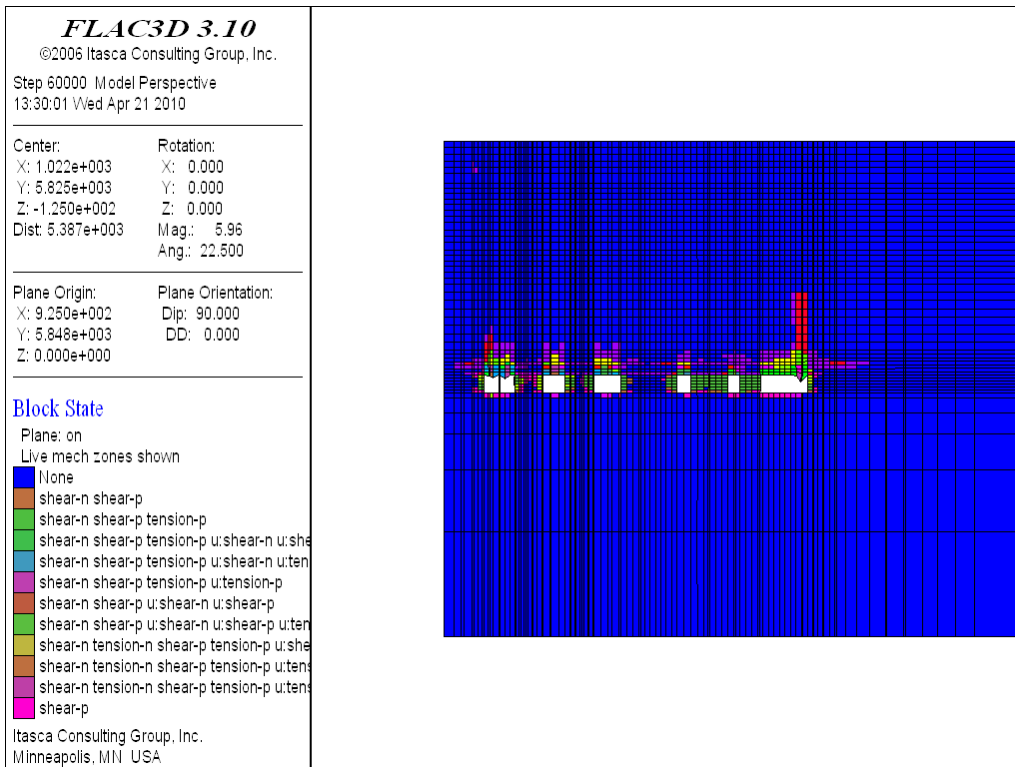 FLAC3D 3.10
©2006 Itasca Consulting Group, Inc.
Step 60000 Model Perspective
13:30:01 Wed Apr 21 2010
Center:
X: 1.022e+003
Y: 5.825e+003
Z: -1.250e+002
Dist: 5.387e+003
Rotation:
X: 0.000
Y: 0.000
Z: 0.000
Mag.: 5.96
Ang.: 22.500
Plane Origin:
X: 9.250e+002
Y: 5.848e+003
Z: 0.000e+000
Plane Orientation:
Dip: 90.000
DD: 0.000
Block State
Plane: on
Live mech zones shown
None
shear-n shear-p
shear-n shear-p tension-p
shear-n shear-p tension-p u:shear-n u:she
shear-n shear-p tension-p u:shear-n u:ten
shear-n shear-p tension-p u:tension-p
shear-n shear-p u:shear-n u:shear-p
shear-n shear-p u:shear-n u:shear-p u:ten
shear-n tension-n shear-p tension-p u:she
shear-n tension-n shear-p tension-p u:tens
shear-n tension-n shear-p tension-p u:tens
shear-p
Itasca Consulting Group, Inc.
Minneapolis, MN USA